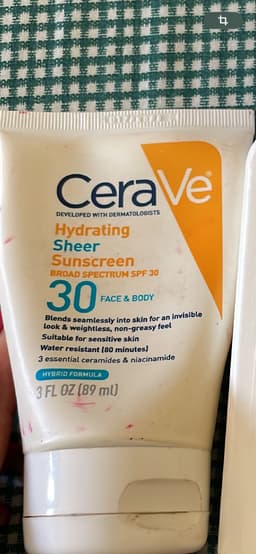 CeraVe®
DEVELOPED WITH DERMATOLOGISTS
Hydrating
Sheer
Sunscreen
BROAD SPECTRUM SPF 30
30 FACE & BODY
Blends seamlessly into skin for an invisible
look & weightless, non-greasy feel
Suitable for sensitive skin
Water resistant (80 minutes)
3 essential ceramides & niacinamide
HYBRID FORMULA
3 FL OZ (89 ml)